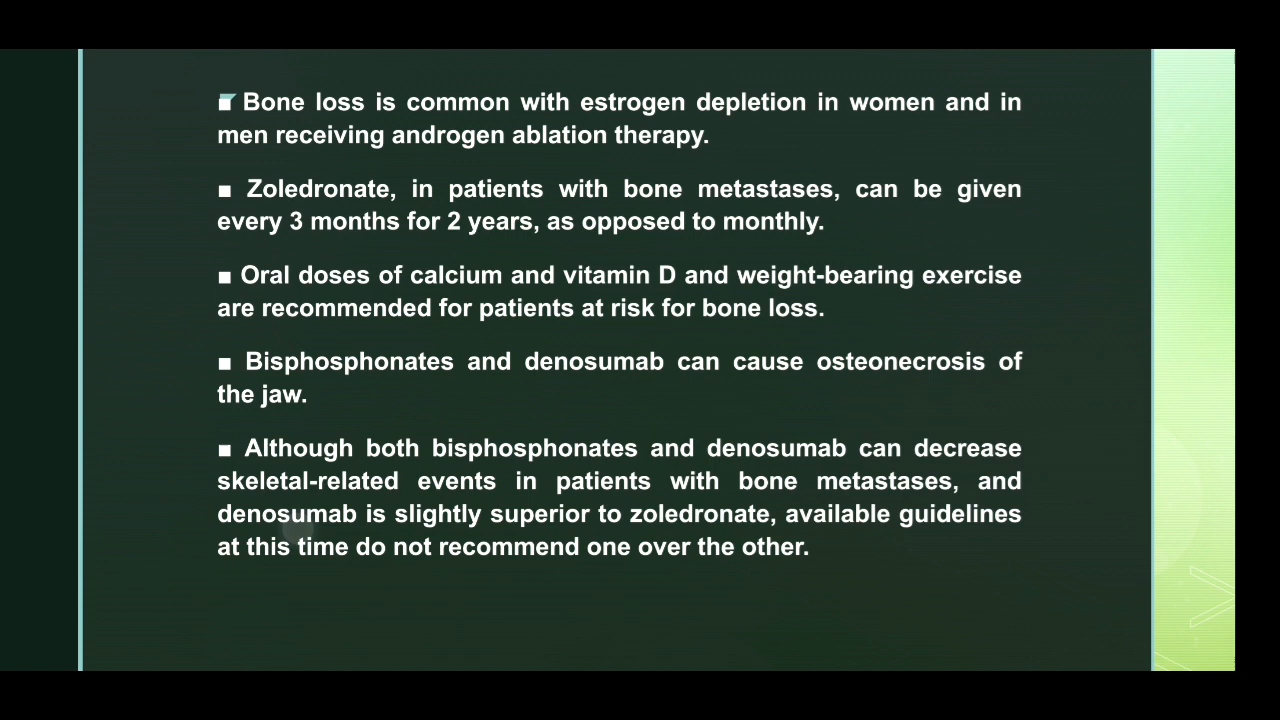 ■ Bone loss is common with estrogen depletion in women and in
men receiving androgen ablation therapy.
■ Zoledronate, in patients with bone metastases, can be given
every 3 months for 2 years, as opposed to monthly.
■ Oral doses of calcium and vitamin D and weight-bearing exercise
are recommended for patients at risk for bone loss.
■ Bisphosphonates and denosumab can cause osteonecrosis of
the jaw.
■ Although both bisphosphonates and denosumab can decrease
skeletal-related events in patients with bone metastases, and
denosumab is slightly superior to zoledronate, available guidelines
at this time do not recommend one over the other.